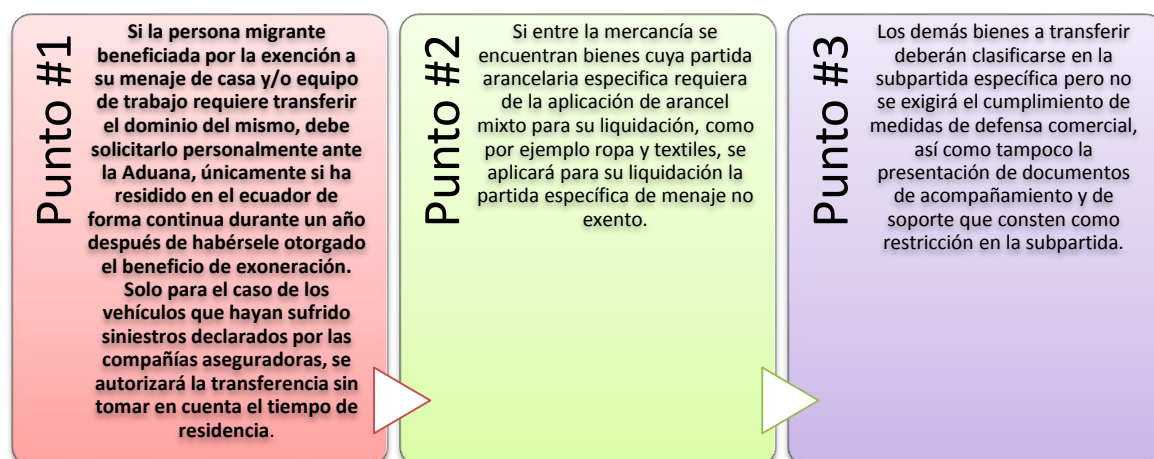 Punto #1
Si la persona migrante
beneficiada por la exención a
su menaje de casa y/o equipo
de trabajo requiere transferir
el dominio del mismo, debe
solicitarlo personalmente ante
la Aduana, únicamente si ha
residido en el ecuador de
forma continua durante un año
después de habérsele otorgado
el beneficio de exoneración.
Solo para el caso de los
vehículos que hayan sufrido
siniestros declarados por las
compañías aseguradoras, se
autorizará la transferencia sin
tomar en cuenta el tiempo de
residencia.
Punto #2
Si entre la mercancía se
encuentran bienes cuya partida
arancelaria especifica requiera
de la aplicación de arancel
mixto para su liquidación, como
por ejemplo ropa y textiles, se
aplicará para su liquidación la
partida específica de menaje no
exento.
Punto #3
Los demás bienes a transferir
deberán clasificarse en la
subpartida específica pero no
se exigirá el cumplimiento de
medidas de defensa comercial,
así como tampoco la
presentación de documentos
de acompañamiento y de
soporte que consten como
restricción en la subpartida.